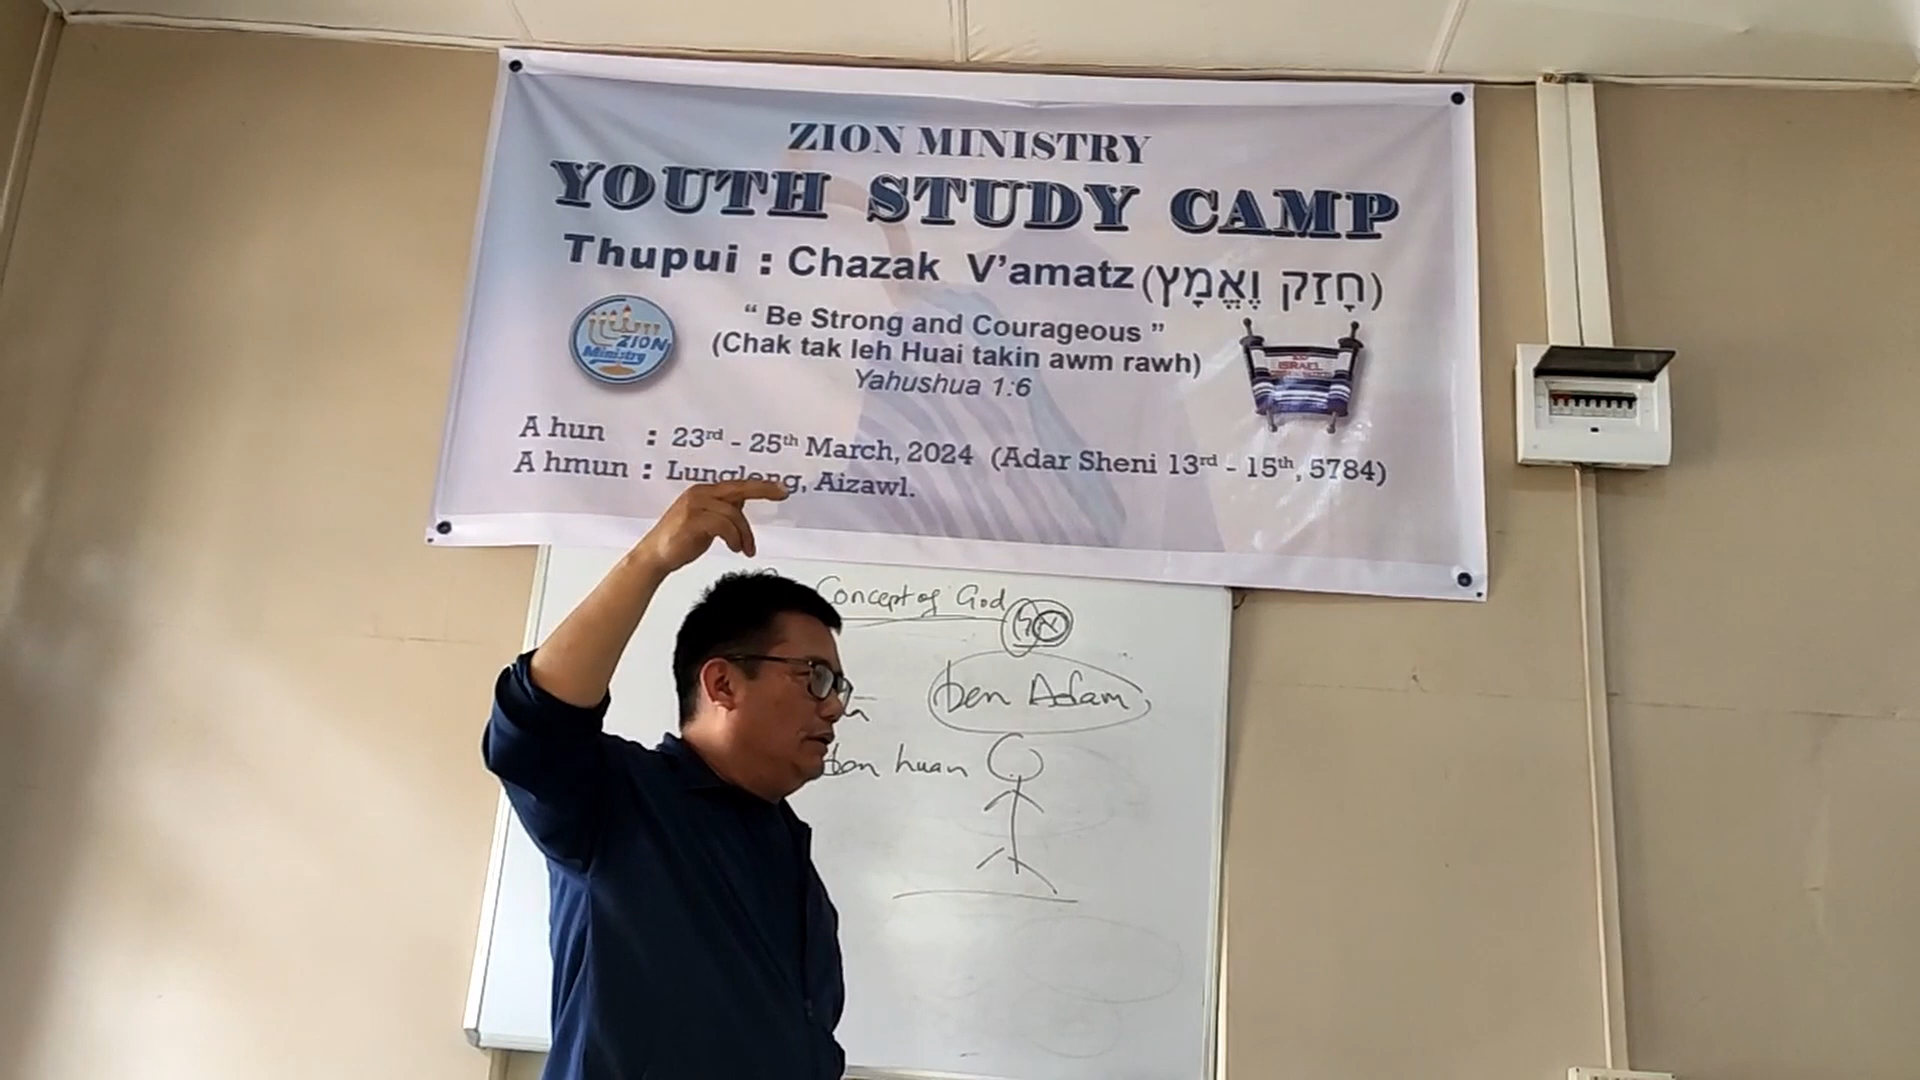 ZION MINISTRY
YOUTH STUDY CAMP
Thupui : Chazak V'amatz (חָזַק וֶאֱמָץ)
ZION
Ministry
“ Be Strong and Courageous ”
(Chak tak leh Huai takin awm rawh)
Yahushua 1:6
ISRAEL
A hun : 23rd - 25th March, 2024 (Adar Sheni 13rd - 15th, 5784)
A hmun : Lungleng, Aizawl.
Concept of God
ben Adam
huan